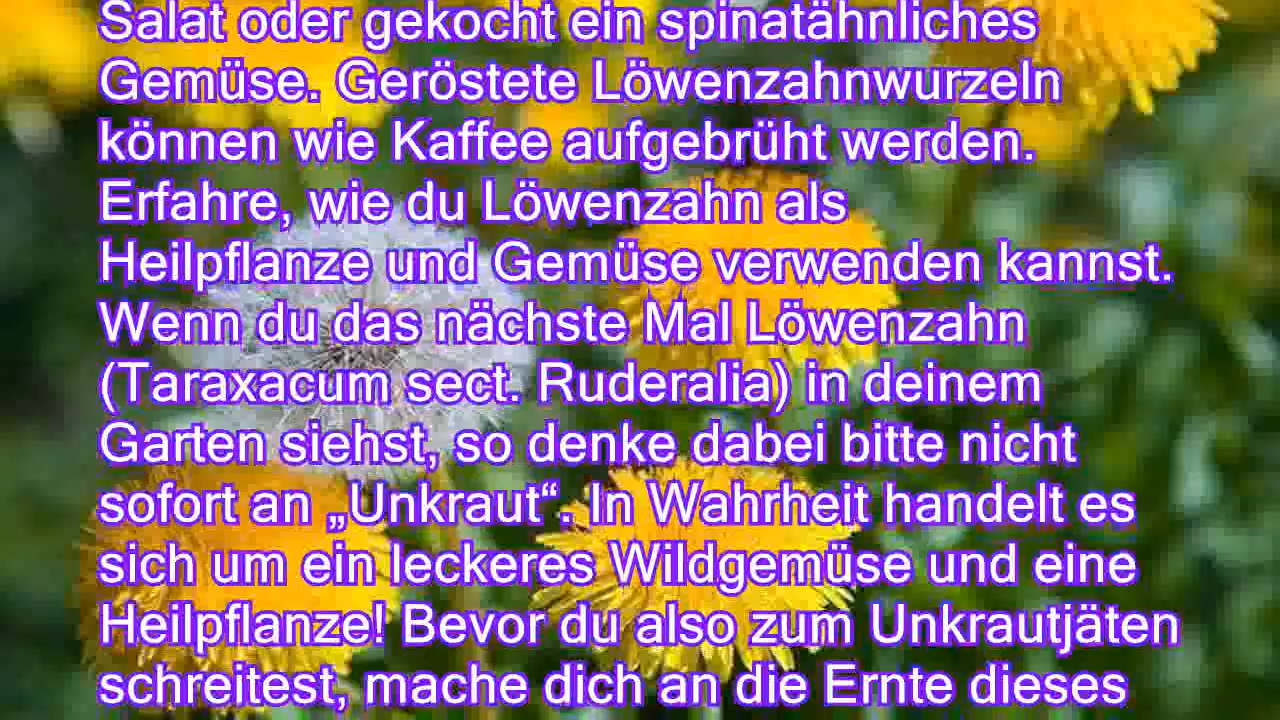 Salat oder gekocht ein spinatähnliches
Gemüse. Geröstete Löwenzahnwurzeln
können wie Kaffee aufgebrüht werden.
Erfahre, wie du Löwenzahn als
Heilpflanze und Gemüse verwenden kannst.
Wenn du das nächste Mal Löwenzahn
(Taraxacum sect. Ruderalia) in deinem
Garten siehst, so denke dabei bitte nicht
sofort an „Unkraut“. In Wahrheit handelt es
sich um ein leckeres Wildgemüse und eine
Heilpflanze! Bevor du also zum Unkrautjäten
schreitest, mache dich an die Ernte dieses